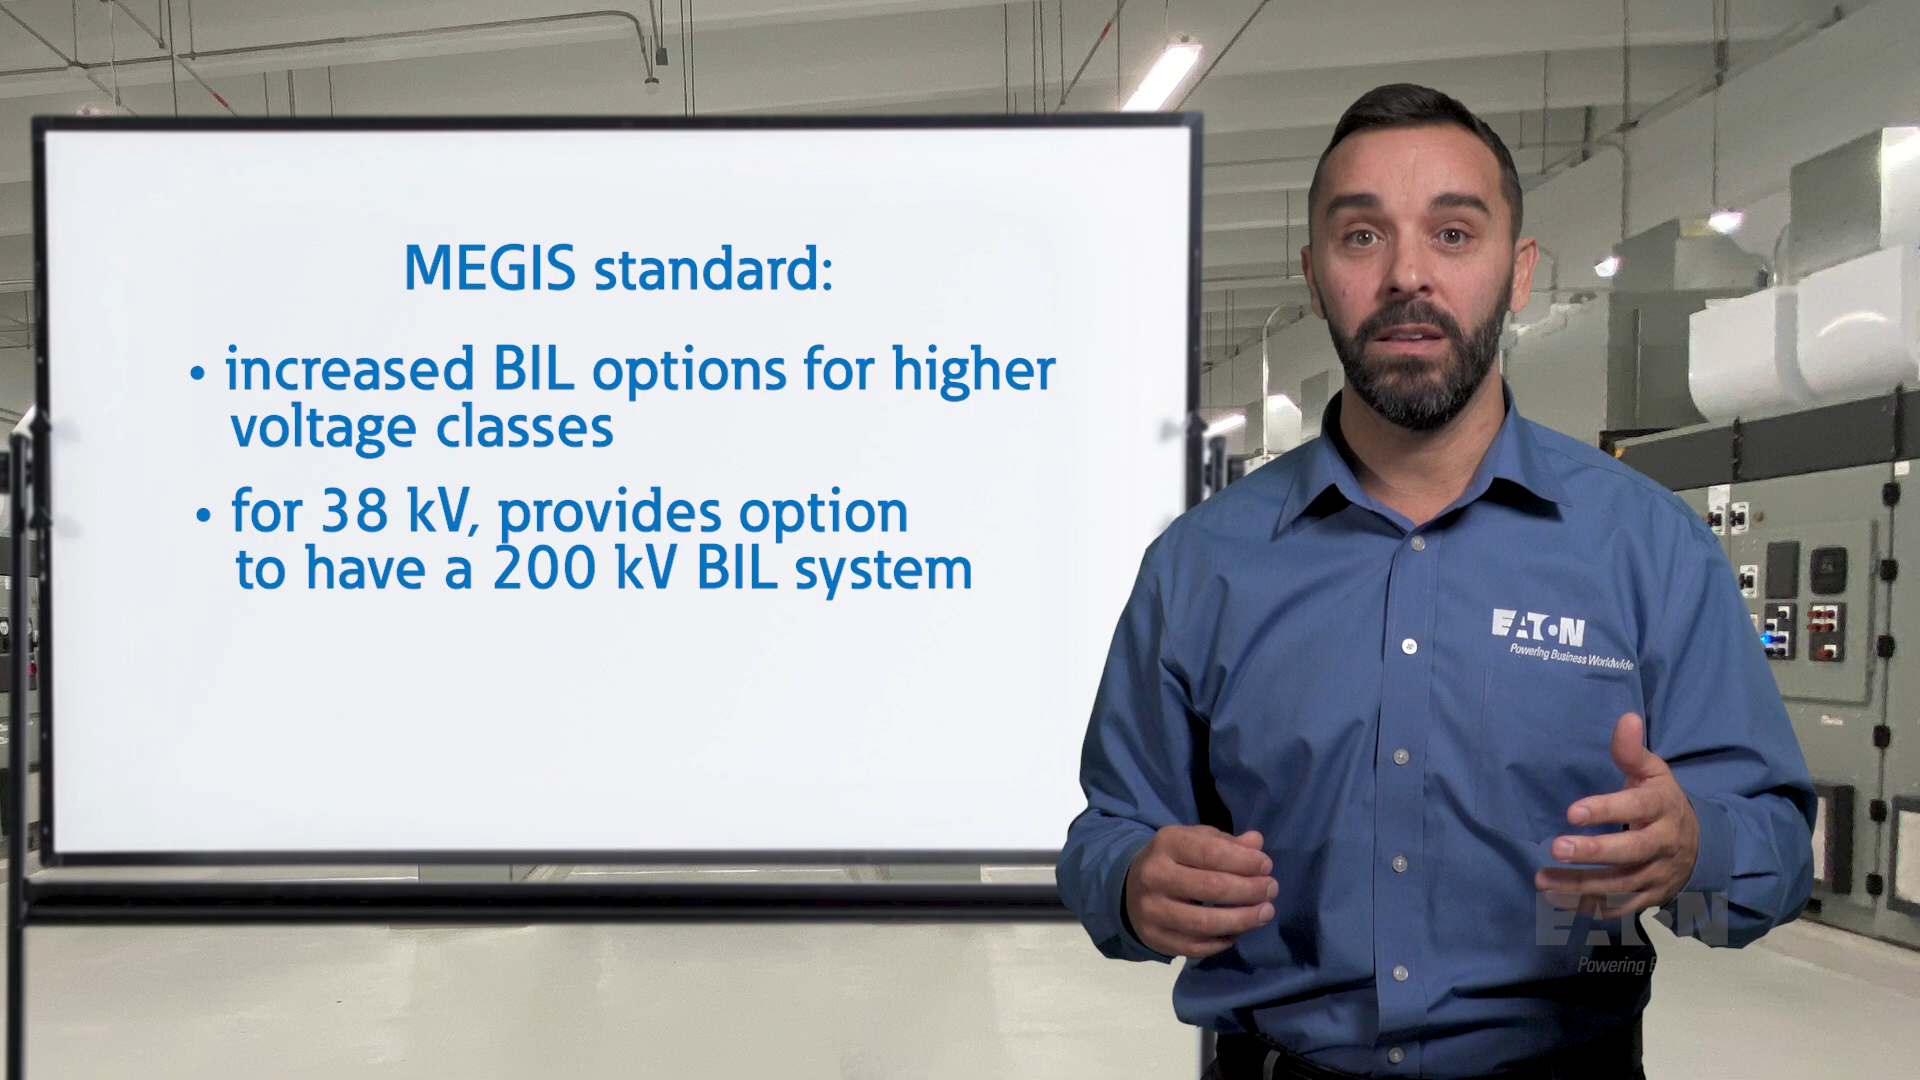 MEGIS standard:
• increased BIL options for higher
voltage classes
• for 38 kV, provides option
to have a 200 kV BIL system
EATON
Powering Business Worldwide
EATON
Powering